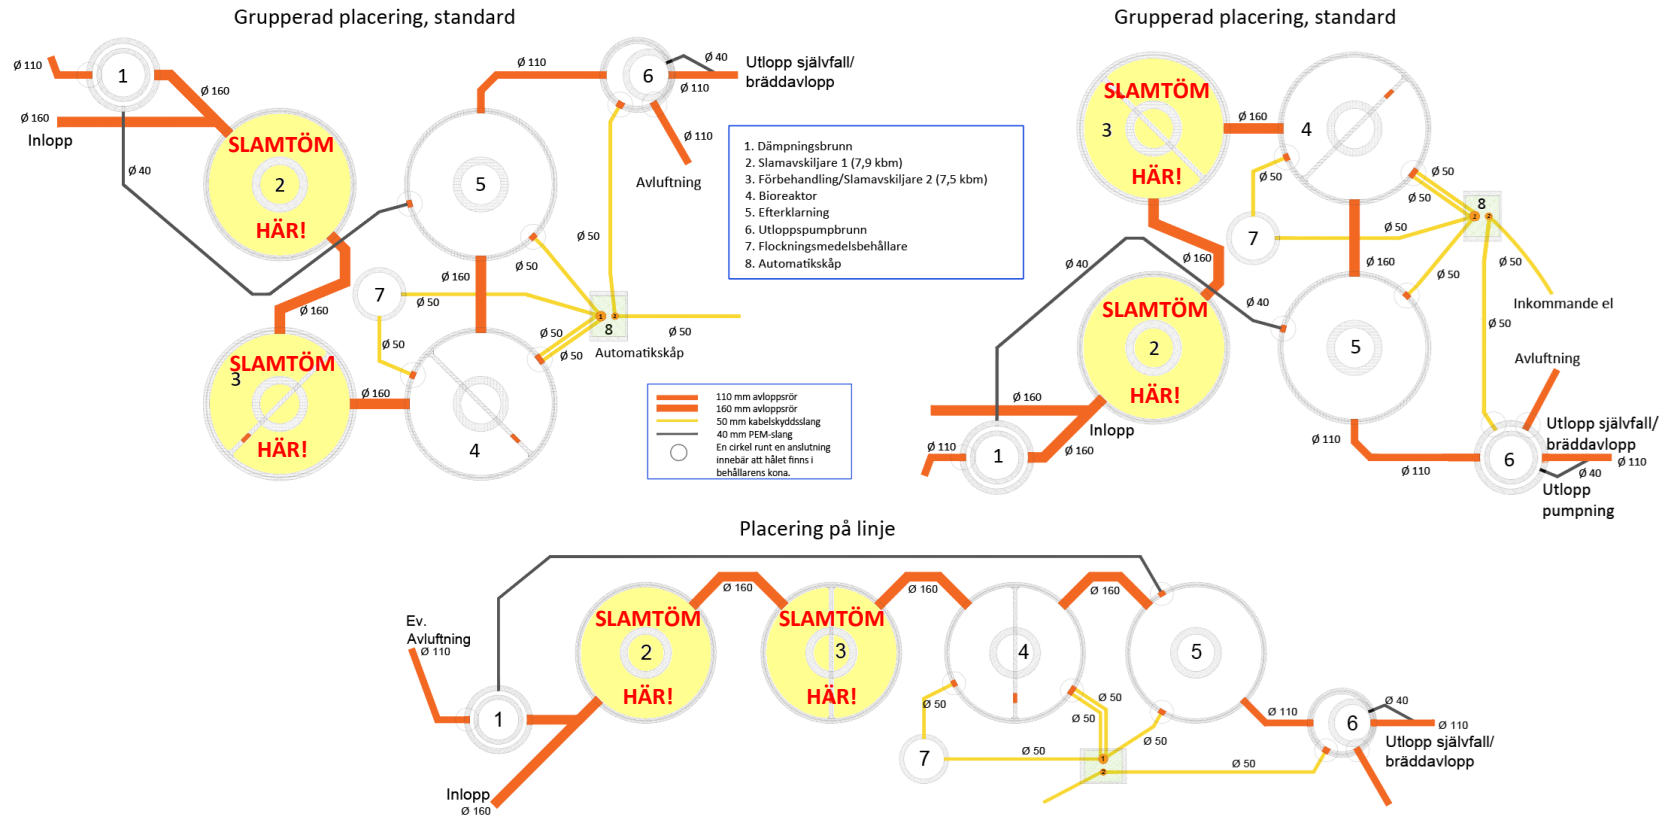 Grupperad placering, standard
Ø 110
1
Ø 160
Ø 160
Inlopp
Ø 40
SLAMTÖM
2
HÄR!
Ø 110
5
6
Ø 40
Ø 110
Utlopp självfall/
bräddavlopp
Ø 110
Avluftning
Ø 50
Ø 50
Ø 160
7
Ø 50
Ø 160
Ø 50
Ø 50
Ø 50
1
2
8
Ø 50
Automatikskåp
SLAMTÖM
3
HÄR!
Ø 160
4
1. Dämpningsbrunn
2. Slamavskiljare 1 (7,9 kbm)
3. Förbehandling/Slamavskiljare 2 (7,5 kbm)
4. Bioreaktor
5. Efterklarning
6. Utloppspumpbrunn
7. Flockningsmedelsbehållare
8. Automatikskåp
110 mm avloppsrör
160 mm avloppsrör
50 mm kabelskyddsslang
40 mm PEM-slang
En cirkel runt en anslutning
innebär att hålet finns i
behållarens kona.
Grupperad placering, standard
SLAMTÖM
3
HÄR!
Ø 160
4
Ø 50
Ø 50
Ø 50
8
1
2
7
Ø 50
Ø 160
Ø 160
Ø 40
Ø 50
Ø 50
Inkommande el
SLAMTÖM
2
HÄR!
Ø 40
5
Ø 50
Avluftning
Ø 160
Inlopp
Ø 110
1
Ø 160
Ø 110
Ø 110
6
Utlopp självfall/
bräddavlopp
Ø 110
Ø 40
Utlopp
pumpning
Placering på linje
Ev.
Avluftning
Ø 110
1
Inlopp
Ø 160
SLAMTÖM
2
HÄR!
Ø 160
SLAMTÖM
3
HÄR!
Ø 160
4
Ø 160
5
Ø 50
Ø 50
Ø 50
7
Ø 50
1
2
Ø 50
Ø 50
Ø 110
6
Ø 40
Ø 110
Utlopp självfall/
bräddavlopp